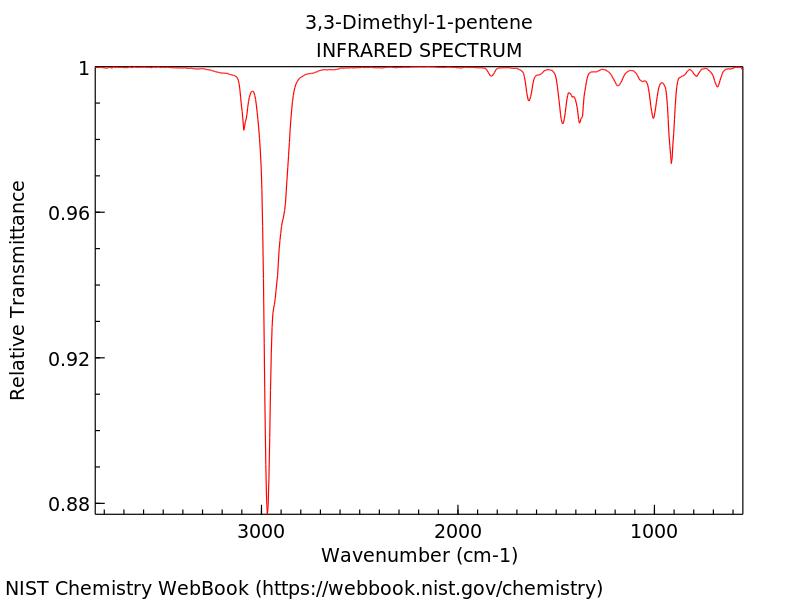 3,3-Dimethyl-1-pentene
INFRARED SPECTRUM
1
0.96
0.92
0.88
Relative Transmittance
3000 2000 1000
Wavenumber (cm-1)
NIST Chemistry WebBook (https://webbook.nist.gov/chemistry)